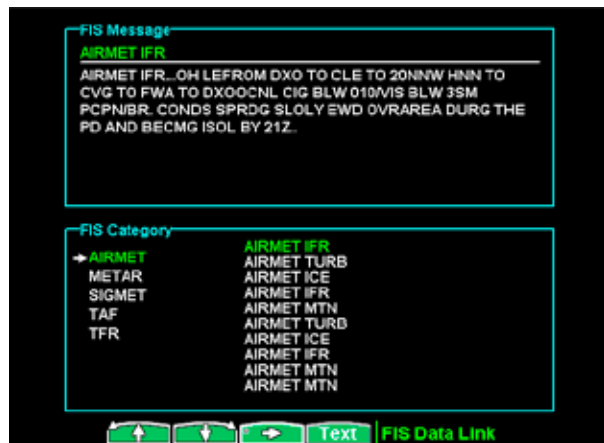 FIS Message
AIRMET IFR
AIRMET IFR...OH LEFROM DXO TO CLE TO 20NNW HNN TO
CVG TO FWA TO DXOOCNL CIG BLW 010/VIS BLW 3SM
PCPN/BR. CONDS SPRDG SLOLY EWD OVRAREA DURG THE
PD AND BECMG ISOL BY 21Z..
FIS Category
AIRMET
METAR
SIGMET
TAF
TFR
AIRMET IFR
AIRMET TURB
AIRMET ICE
AIRMET IFR
AIRMET MTN
AIRMET TURB
AIRMET ICE
AIRMET IFR
AIRMET MTN
AIRMET MTN
Text FIS Data Link